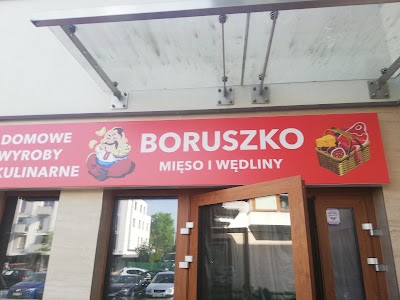 DOMOWE
WYROBY
KULINARNE
BORUSZKO
MIĘSO I WĘDLINY